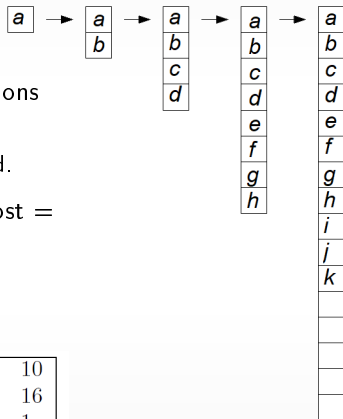 a → a → a → a → a
b b b b
c c c
d d d
e e
f f
g g
h h
i
j
k
ons
d.
ost =
10
16